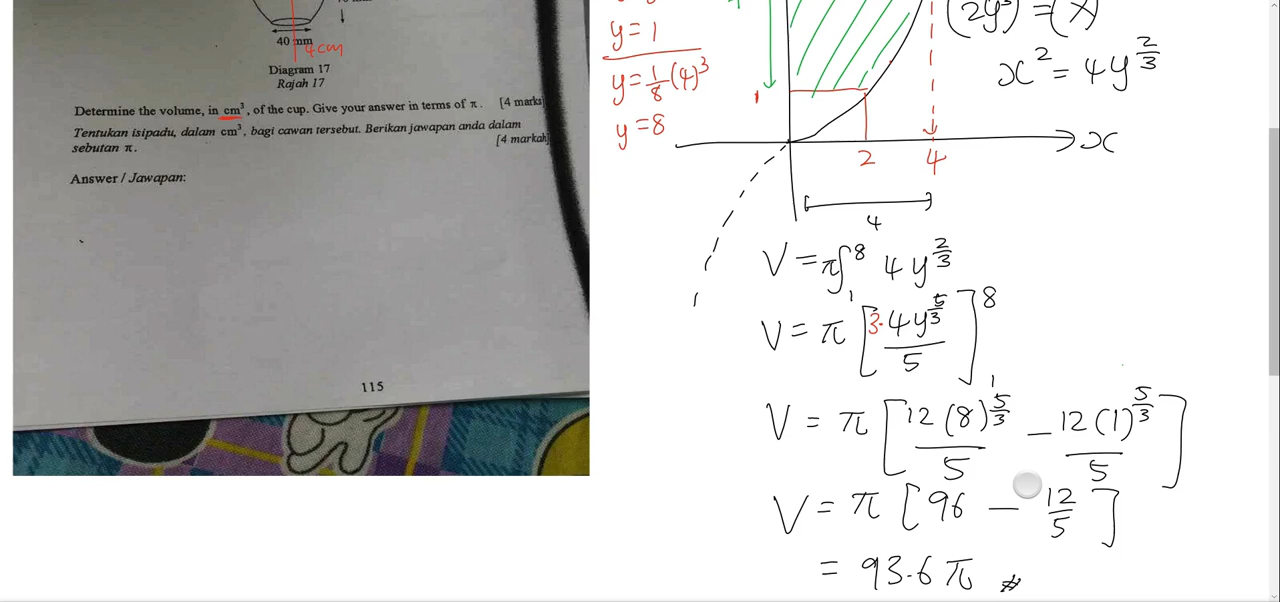 40 mm
4cm
Diagram 17
Rajah 17
Determine the volume, in cm³, of the cup. Give your answer in terms of π. [4 marks
Tentukan isipadu, dalam cm³, bagi cawan tersebut. Berikan jawapan anda dalam
sebutan π. [4 markah]
Answer / Jawapan:
115
y = 1
y = 1/8 (4)³
y = 8
x² = 4y^(2/3)
1
2
4
x
4
V = π∫₁⁸ 4y^(2/3)
V = π [3·4y^(5/3) / 5]₁⁸
V = π [12(8)^(5/3) / 5 − 12(1)^(5/3) / 5]
V = π [96 − 12/5]
= 93.6π